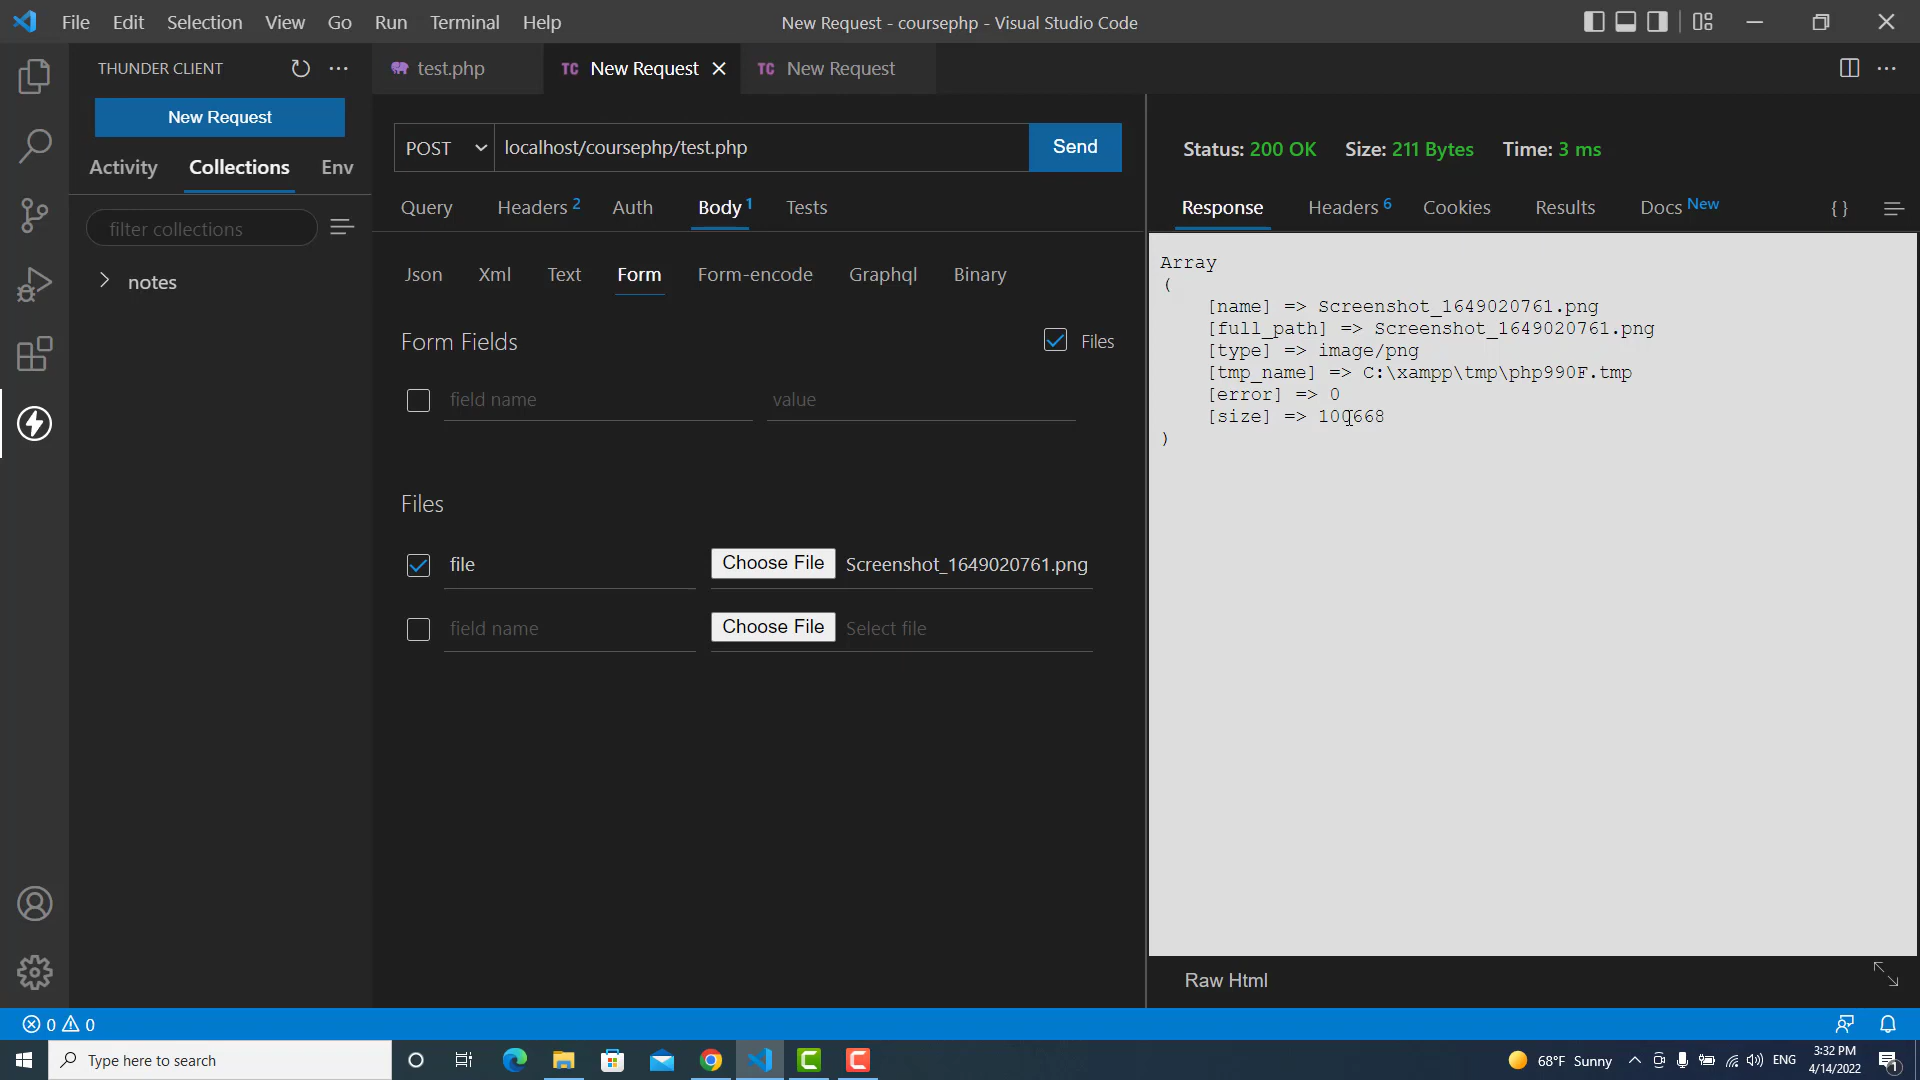 File Edit Selection View Go Run Terminal Help
New Request - coursephp - Visual Studio Code
THUNDER CLIENT
New Request
Activity Collections Env
filter collections
notes
test.php
TC New Request
TC New Request
POST localhost/coursephp/test.php Send
Query Headers 2 Auth Body 1 Tests
Json Xml Text Form Form-encode Graphql Binary
Form Fields Files
field name value
Files
file Choose File Screenshot_1649020761.png
field name Choose File Select file
Status: 200 OK Size: 211 Bytes Time: 3 ms
Response Headers 6 Cookies Results Docs New { }
Array
(
[name] => Screenshot_1649020761.png
[full_path] => Screenshot_1649020761.png
[type] => image/png
[tmp_name] => C:\xampp\tmp\php990F.tmp
[error] => 0
[size] => 100668
)
Raw Html
0 0
Type here to search
68°F Sunny ENG
3:32 PM
4/14/2022
1